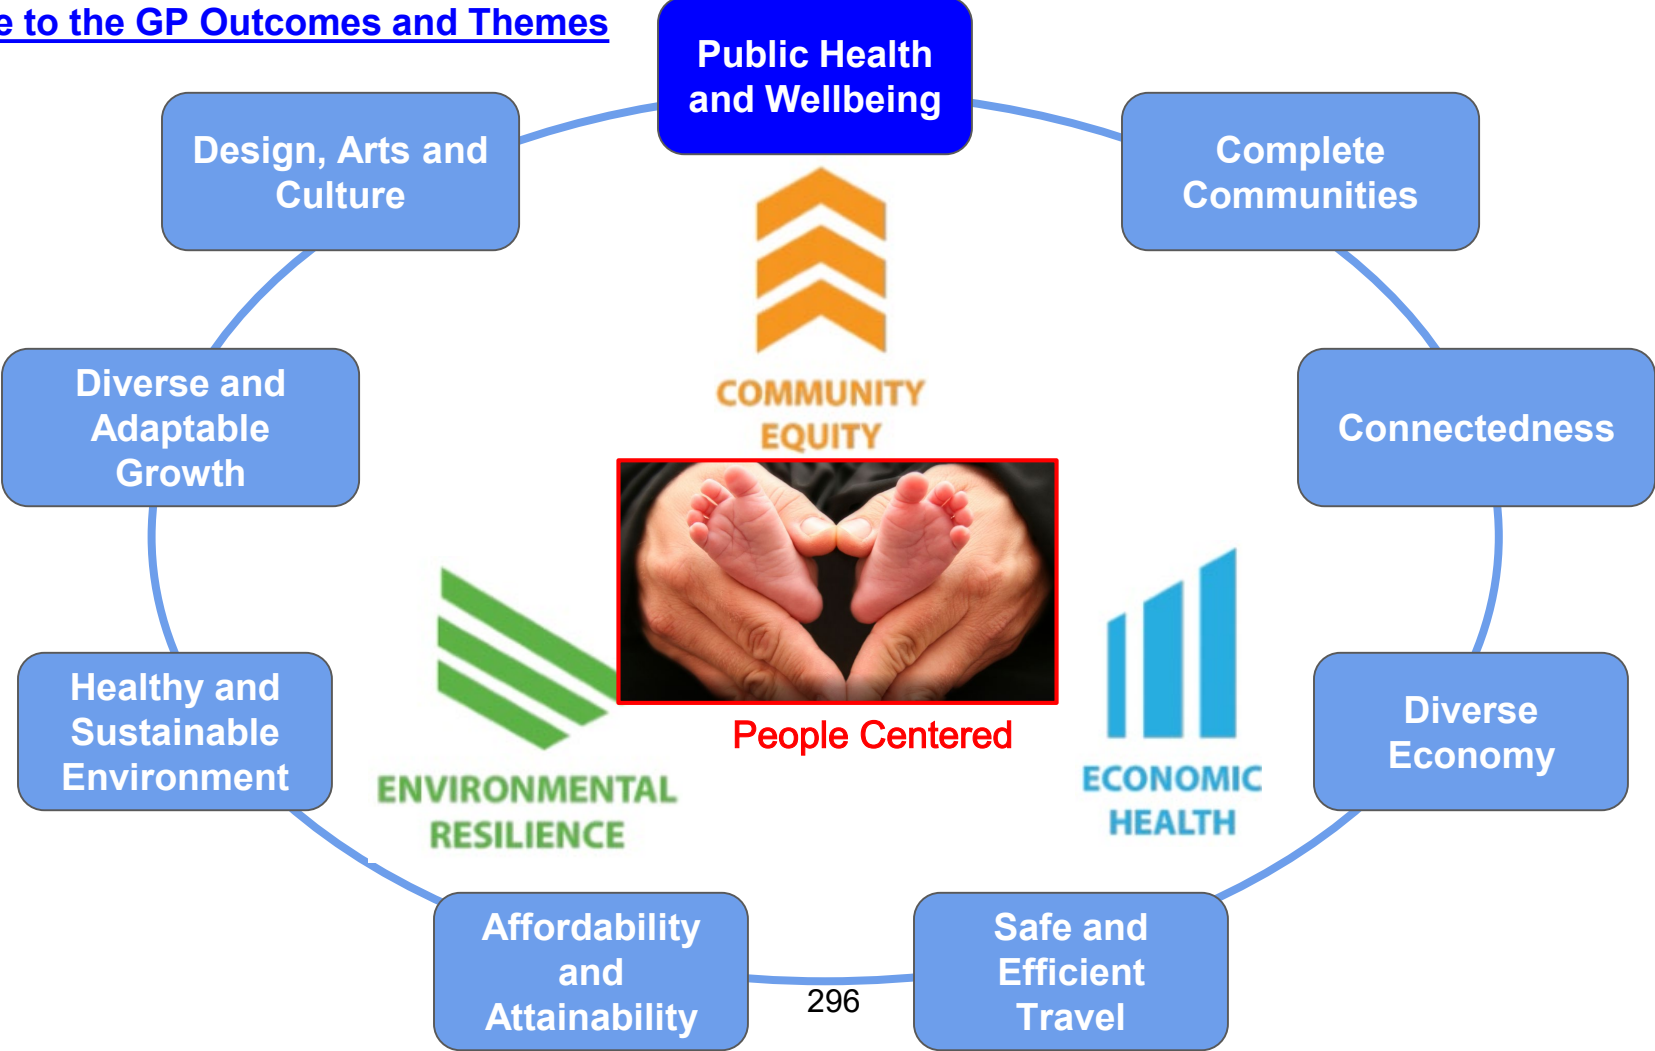 e to the GP Outcomes and Themes
Public Health
and Wellbeing
Design, Arts and
Culture
Complete
Communities
COMMUNITY
EQUITY
Diverse and
Adaptable
Growth
Connectedness
Healthy and
Sustainable
Environment
People Centered
Diverse
Economy
ENVIRONMENTAL
RESILIENCE
ECONOMIC
HEALTH
Affordability
and
Attainability
Safe and
Efficient
Travel
296